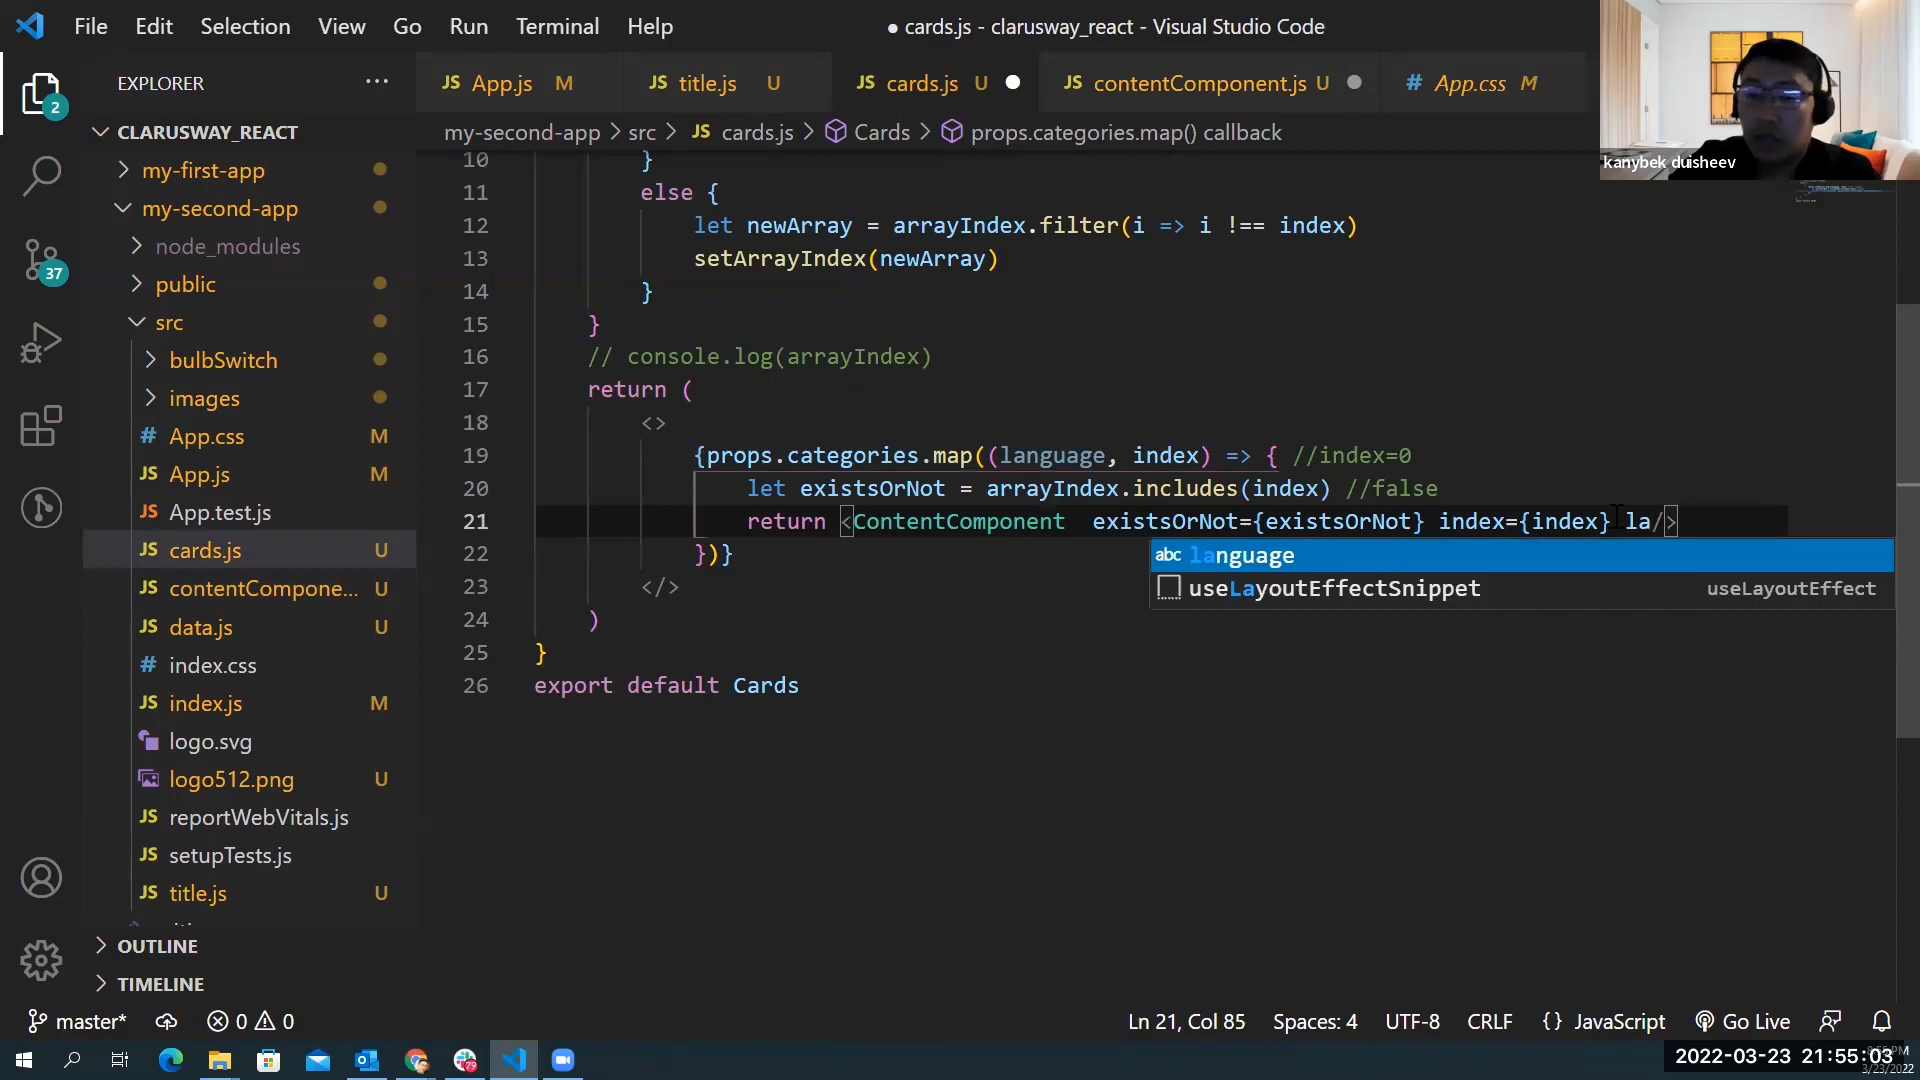 File Edit Selection View Go Run Terminal Help
● cards.js - clarusway_react - Visual Studio Code
EXPLORER ...
JS App.js M
JS title.js U
JS cards.js U
JS contentComponent.js U
# App.css M
my-second-app > src > JS cards.js > Cards > props.categories.map() callback
kanybek duisheev
2
37
CLARUSWAY_REACT
my-first-app
my-second-app
node_modules
public
src
bulbSwitch
images
# App.css M
JS App.js M
JS App.test.js
JS cards.js U
JS contentCompone... U
JS data.js U
# index.css
JS index.js M
logo.svg
logo512.png U
JS reportWebVitals.js
JS setupTests.js
JS title.js U
OUTLINE
TIMELINE
10 }
11 else {
12 let newArray = arrayIndex.filter(i => i !== index)
13 setArrayIndex(newArray)
14 }
15 }
16 // console.log(arrayIndex)
17 return (
18 <>
19 {props.categories.map((language, index) => { //index=0
20 let existsOrNot = arrayIndex.includes(index) //false
21 return <ContentComponent  existsOrNot={existsOrNot} index={index} la/>
22 })}
23 </>
24 )
25 }
26 export default Cards
abc language
useLayoutEffectSnippet useLayoutEffect
master* 0 0
Ln 21, Col 85 Spaces: 4 UTF-8 CRLF {} JavaScript Go Live
79
2022-03-23 21:55:03
3/23/2022